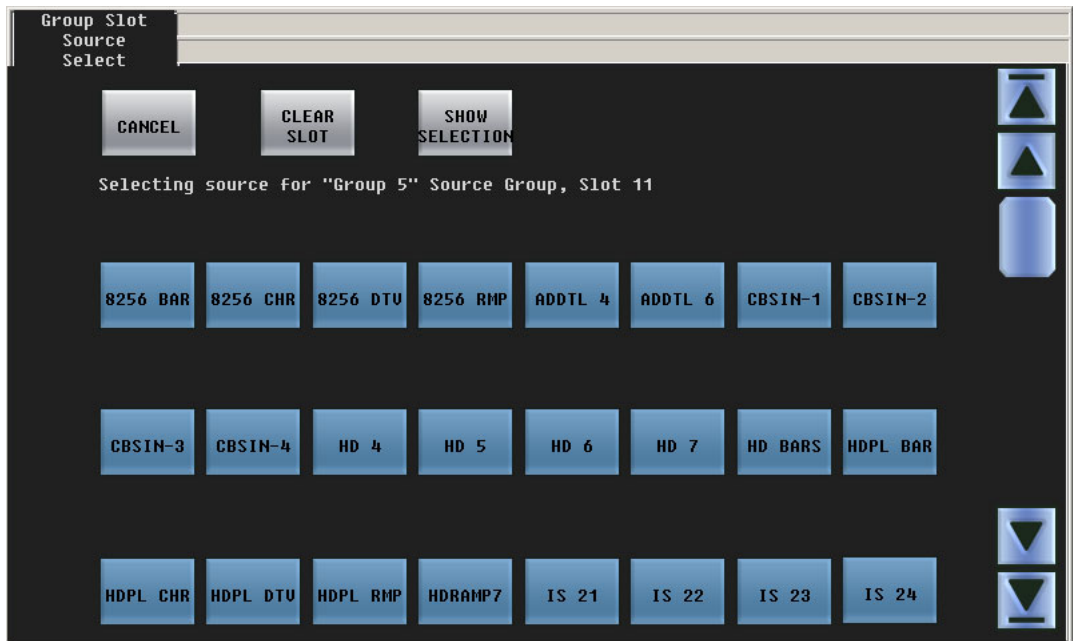 Group Slot
Source
Select
CANCEL
CLEAR
SLOT
SHOW
SELECTION
Selecting source for "Group 5" Source Group, Slot 11
8256 BAR
8256 CHR
8256 DTV
8256 RMP
ADDTL 4
ADDTL 6
CBSIN-1
CBSIN-2
CBSIN-3
CBSIN-4
HD 4
HD 5
HD 6
HD 7
HD BARS
HDPL BAR
HDPL CHR
HDPL DTV
HDPL RMP
HDRAMP7
IS 21
IS 22
IS 23
IS 24